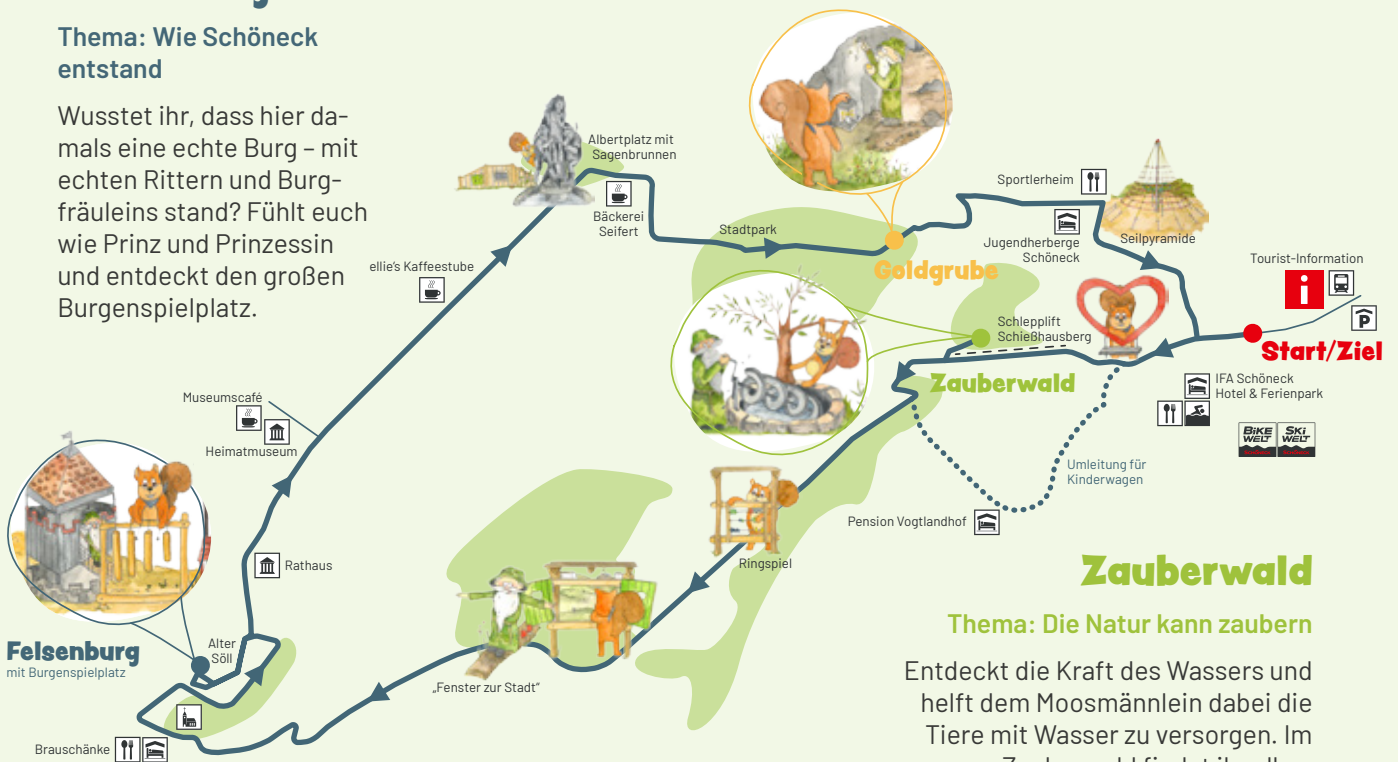 Thema: Wie Schöneck
entstand
Wusstet ihr, dass hier da-
mals eine echte Burg – mit
echten Rittern und Burg-
fräuleins stand? Fühlt euch
wie Prinz und Prinzessin
und entdeckt den großen
Burgenspielplatz.
Albertplatz mit
Sagenbrunnen
Bäckerei
Seifert
ellie's Kaffeestube
Stadtpark
Goldgrube
Sportlerheim
Jugendherberge
Schöneck
Seilpyramide
Tourist-Information
i
P
Start/Ziel
Schlepplift
Schießhausberg
Zauberwald
IFA Schöneck
Hotel & Ferienpark
BIKE
WELT
SKI
WELT
Umleitung für
Kinderwagen
Pension Vogtlandhof
Museumscafé
Heimatmuseum
Rathaus
Ringspiel
„Fenster zur Stadt“
Alter
Söll
Felsenburg
mit Burgenspielplatz
Brauschänke
Zauberwald
Thema: Die Natur kann zaubern
Entdeckt die Kraft des Wassers und
helft dem Moosmännlein dabei die
Tiere mit Wasser zu versorgen. Im